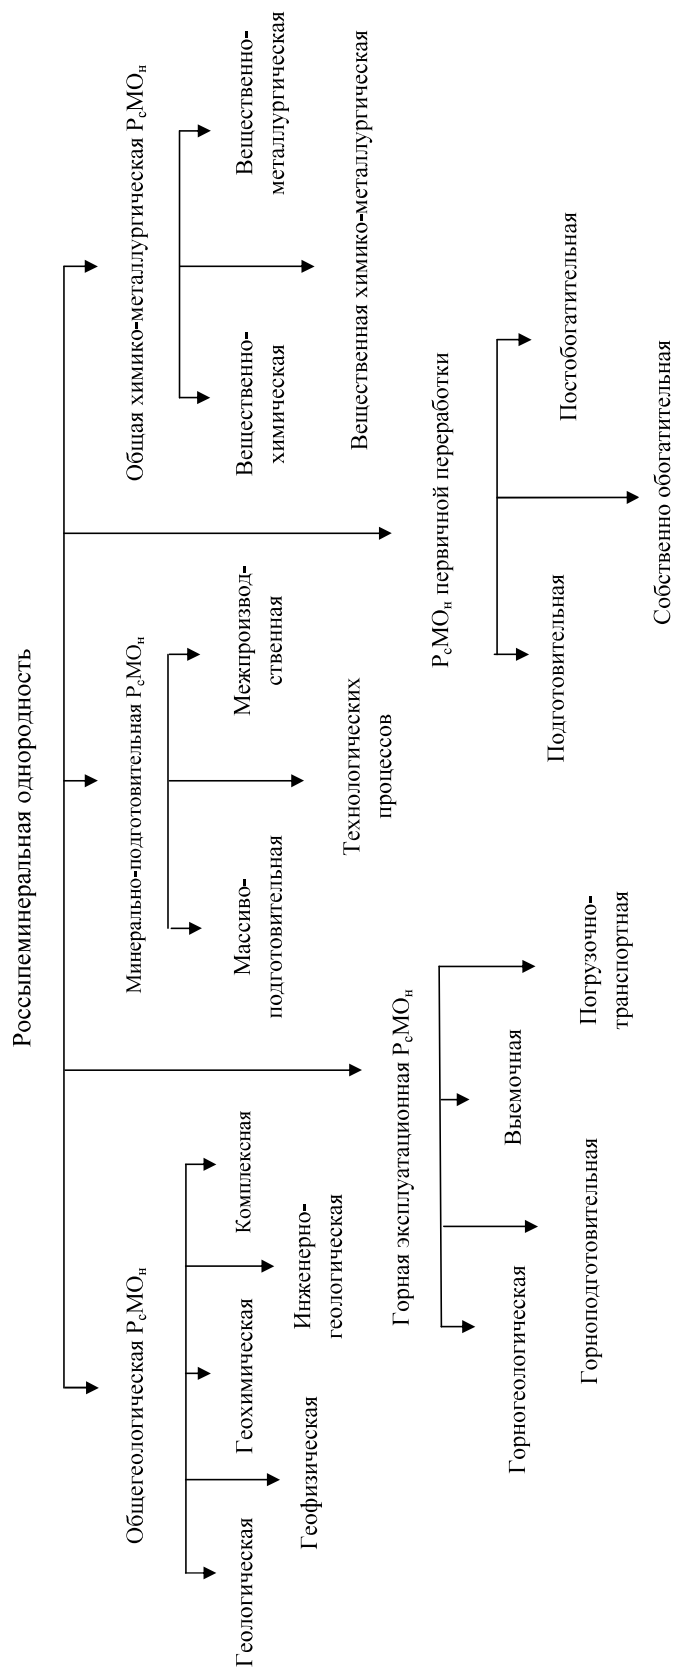 Россыпеминеральная однородность
Общегеологическая РсМОн
Геологическая
Геофизическая
Геохимическая
Инженерно-
геологическая
Комплексная
Горная эксплуатационная РсМОн
Горногеологическая
Горноподготовительная
Выемочная
Погрузочно-
транспортная
Минерально-подготовительная РсМОн
Массиво-
подготовительная
Технологических
процессов
Межпроизвод-
ственная
РсМОн первичной переработки
Подготовительная
Собственно обогатительная
Постобогатительная
Общая химико-металлургическая РсМОн
Вещественно-
химическая
Вещественная химико-металлургическая
Вещественно-
металлургическая